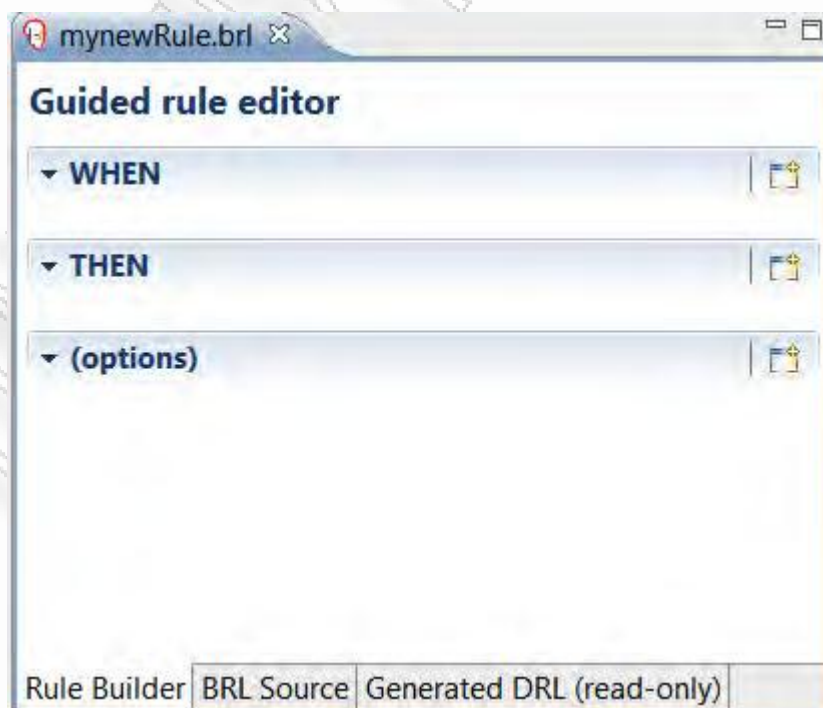 mynewRule.brl
Guided rule editor
WHEN
THEN
(options)
Rule Builder BRL Source Generated DRL (read-only)